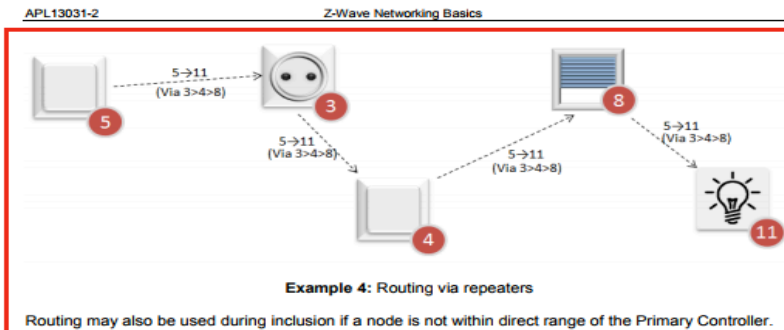 APL13031-2 Z-Wave Networking Basics
5→11
(Via 3>4>8)
5
3
5→11
(Via 3>4>8)
4
5→11
(Via 3>4>8)
8
5→11
(Via 3>4>8)
11
Example 4: Routing via repeaters
Routing may also be used during inclusion if a node is not within direct range of the Primary Controller.